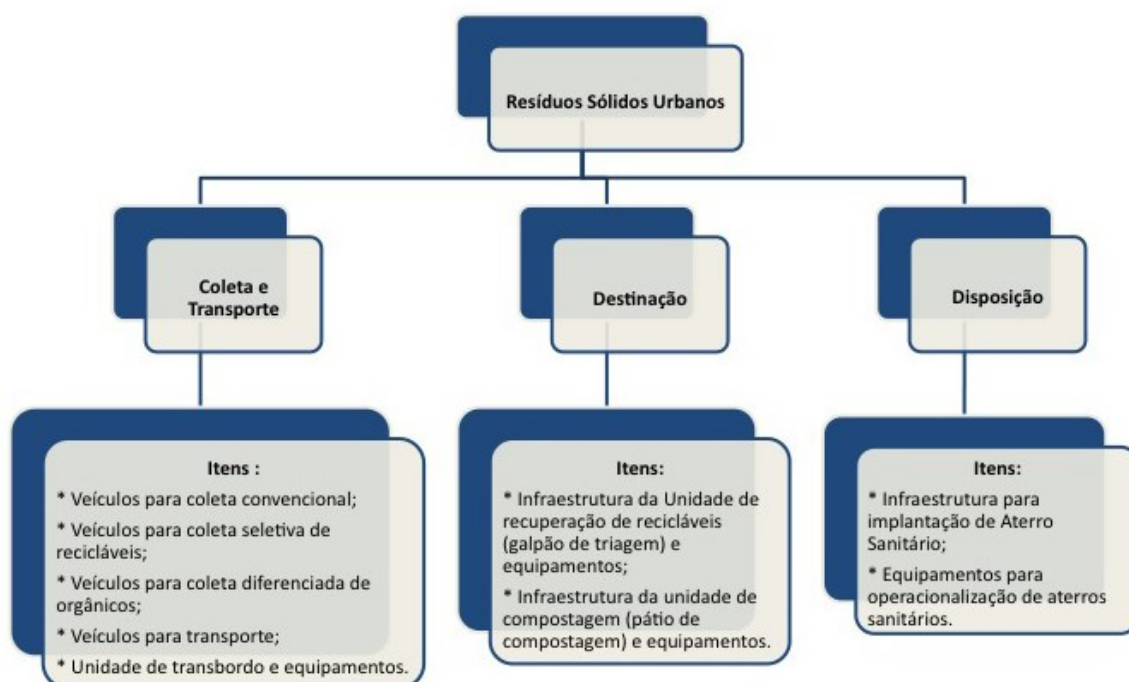 Resíduos Sólidos Urbanos
Coleta e
Transporte
Destinação
Disposição
Itens :
* Veículos para coleta convencional;
* Veículos para coleta seletiva de
recicláveis;
* Veículos para coleta diferenciada de
orgânicos;
* Veículos para transporte;
* Unidade de transbordo e equipamentos.
Itens:
* Infraestrutura da Unidade de
recuperação de recicláveis
(galpão de triagem) e
equipamentos;
* Infraestrutura da unidade de
compostagem (pátio de
compostagem) e equipamentos.
Itens:
* Infraestrutura para
implantação de Aterro
Sanitário;
* Equipamentos para
operacionalização de aterros
sanitários.